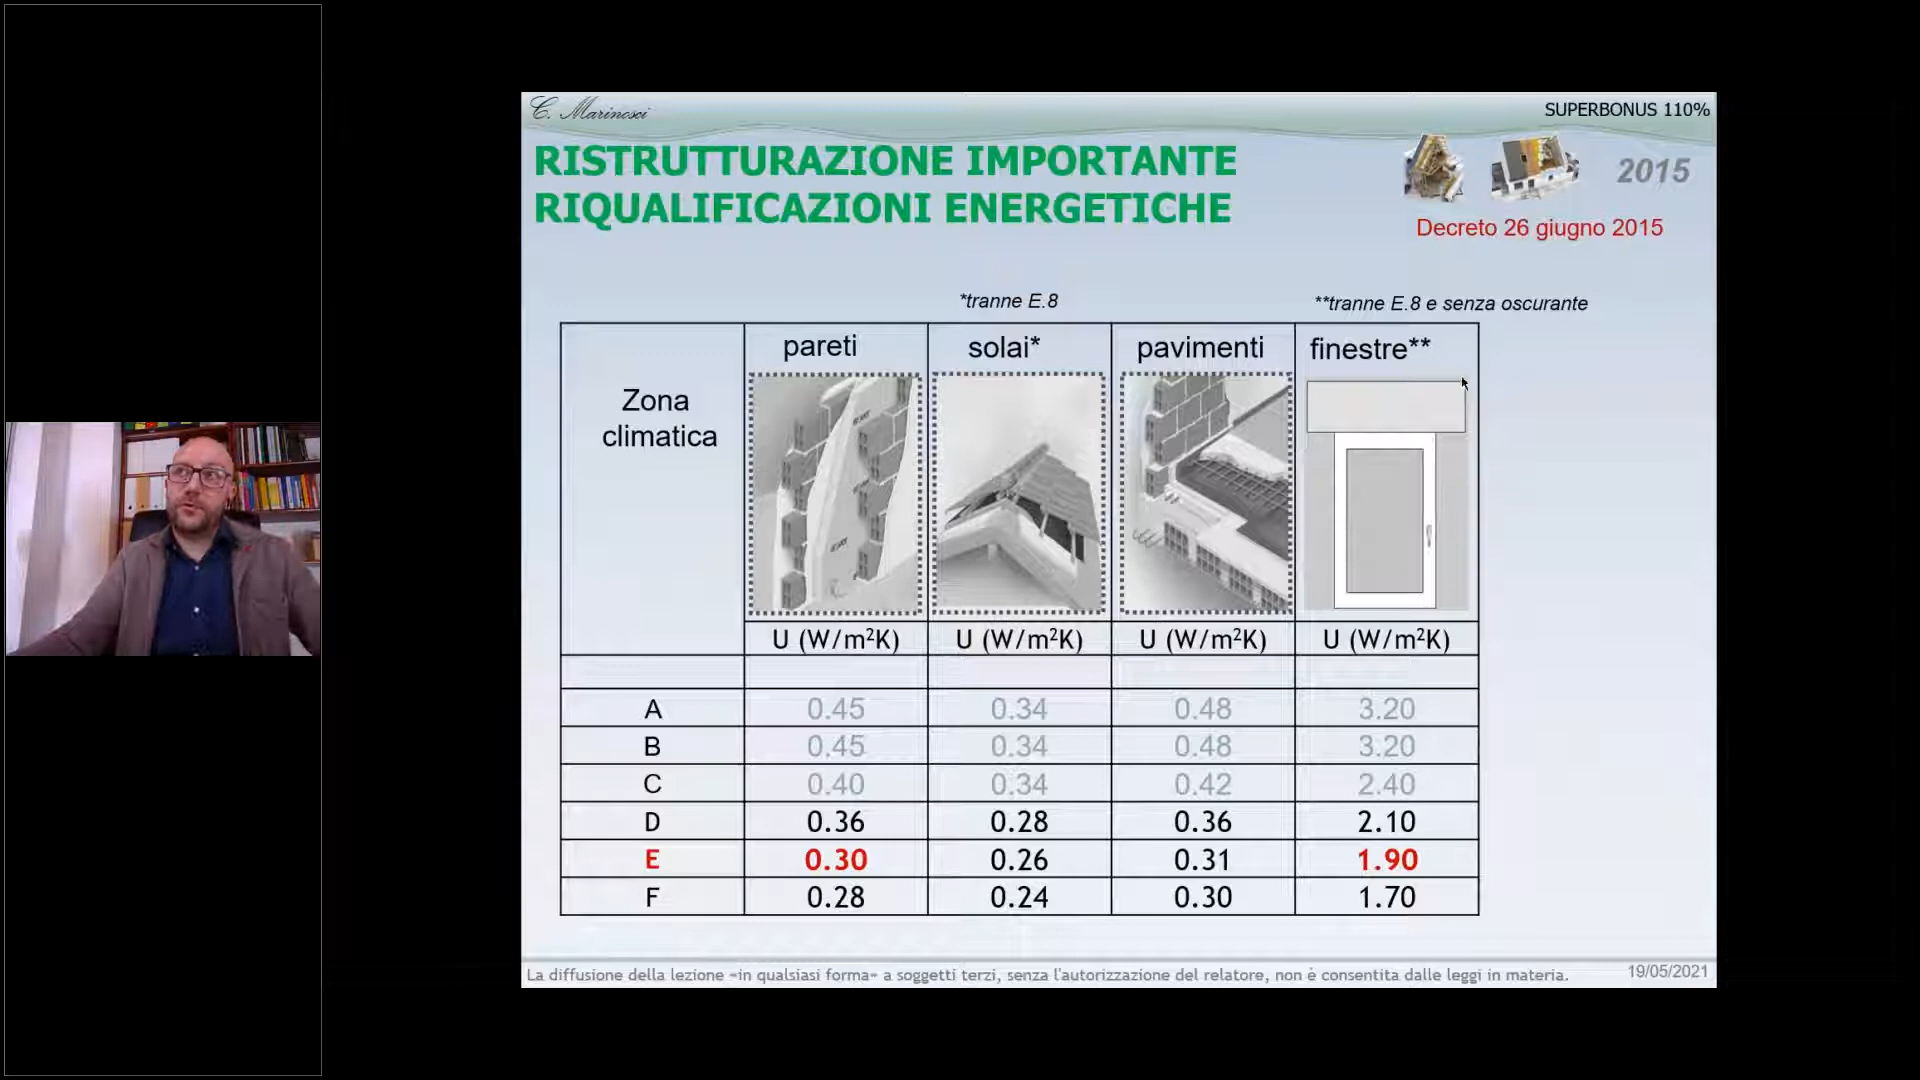 C. Marinosci
SUPERBONUS 110%
RISTRUTTURAZIONE IMPORTANTE
RIQUALIFICAZIONI ENERGETICHE
2015
Decreto 26 giugno 2015
*tranne E.8
**tranne E.8 e senza oscurante
Zona
climatica
pareti
solai*
pavimenti
finestre**
U (W/m²K)
U (W/m²K)
U (W/m²K)
U (W/m²K)
A 0.45 0.34 0.48 3.20
B 0.45 0.34 0.48 3.20
C 0.40 0.34 0.42 2.40
D 0.36 0.28 0.36 2.10
E 0.30 0.26 0.31 1.90
F 0.28 0.24 0.30 1.70
La diffusione della lezione «in qualsiasi forma» a soggetti terzi, senza l'autorizzazione del relatore, non è consentita dalle leggi in materia.
19/05/2021